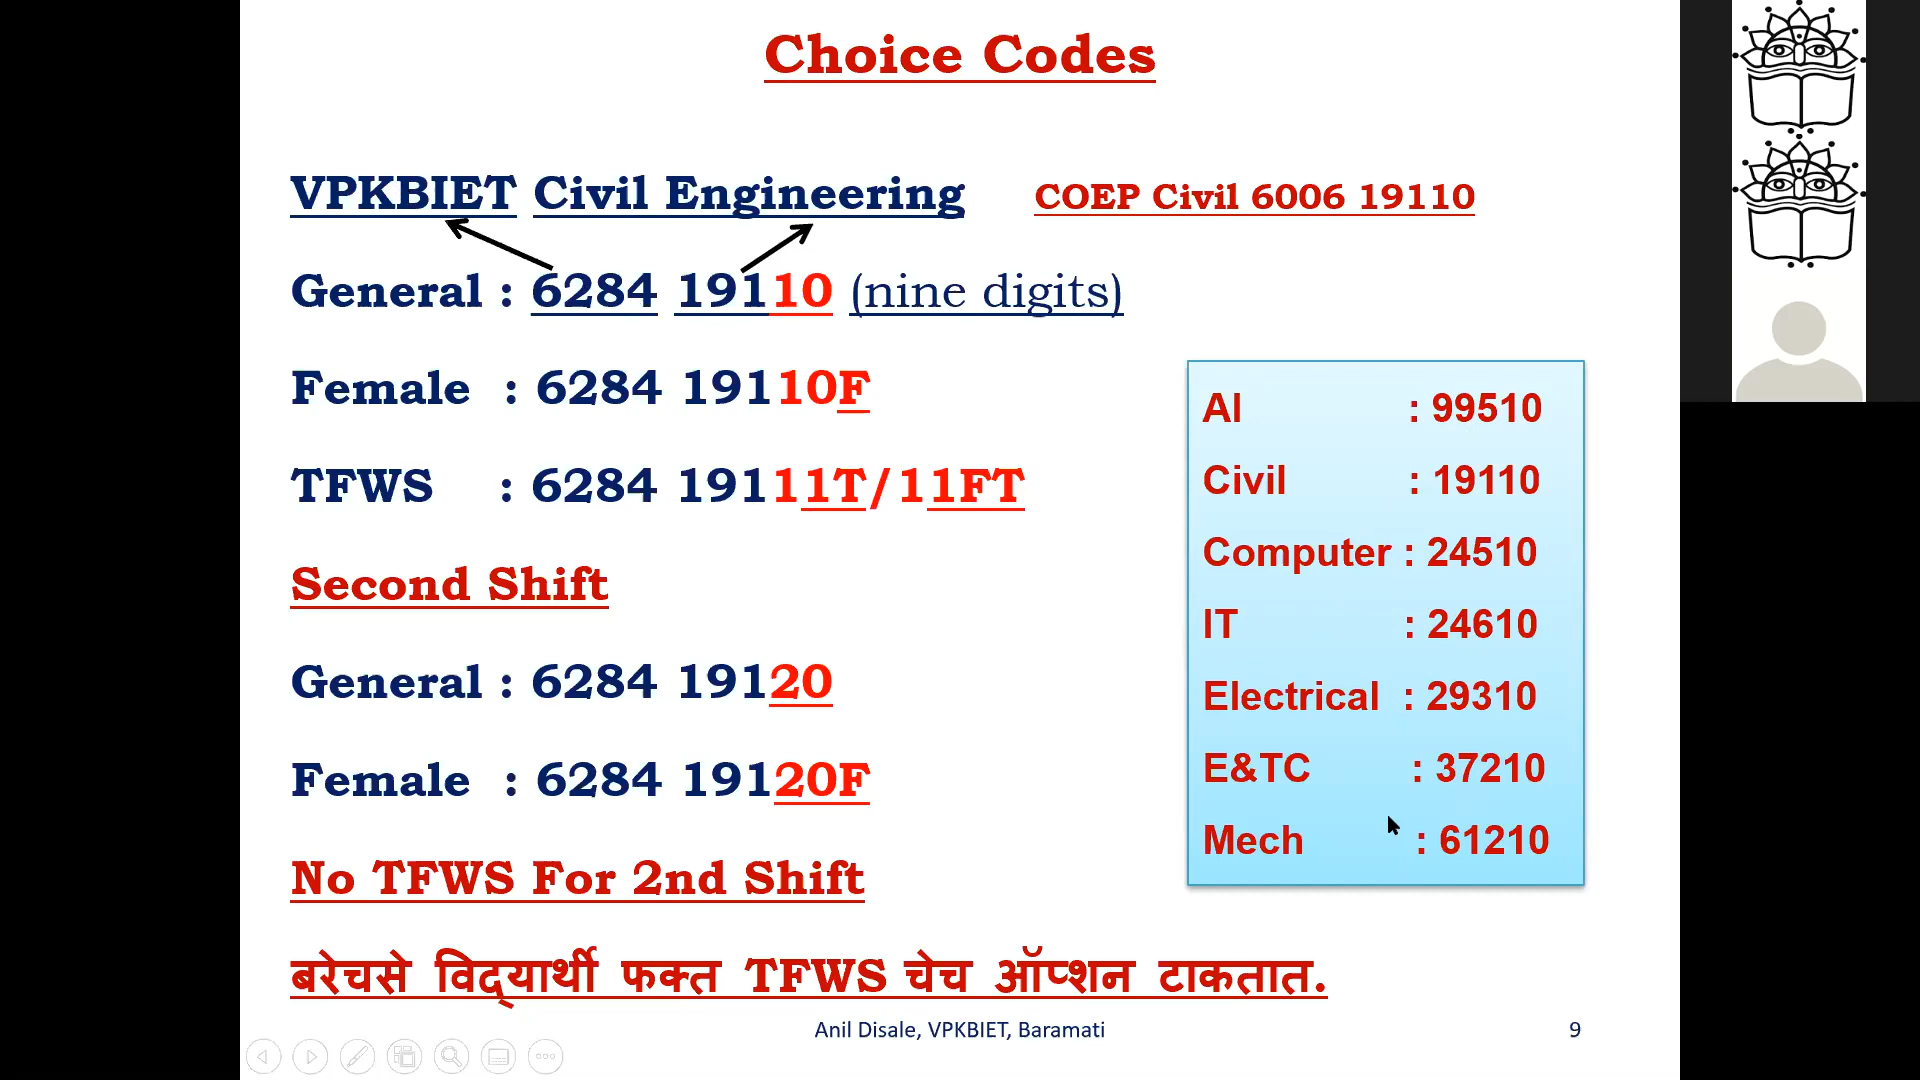 Choice Codes
VPKBIET Civil Engineering COEP Civil 6006 19110
General : 6284 19110 (nine digits)
Female : 6284 19110F
TFWS : 6284 19111T/11FT
Second Shift
General : 6284 19120
Female : 6284 19120F
No TFWS For 2nd Shift
बरेचसे विद्यार्थी फक्त TFWS चेच ऑप्शन टाकतात.
AI : 99510
Civil : 19110
Computer : 24510
IT : 24610
Electrical : 29310
E&TC : 37210
Mech : 61210
Anil Disale, VPKBIET, Baramati 9